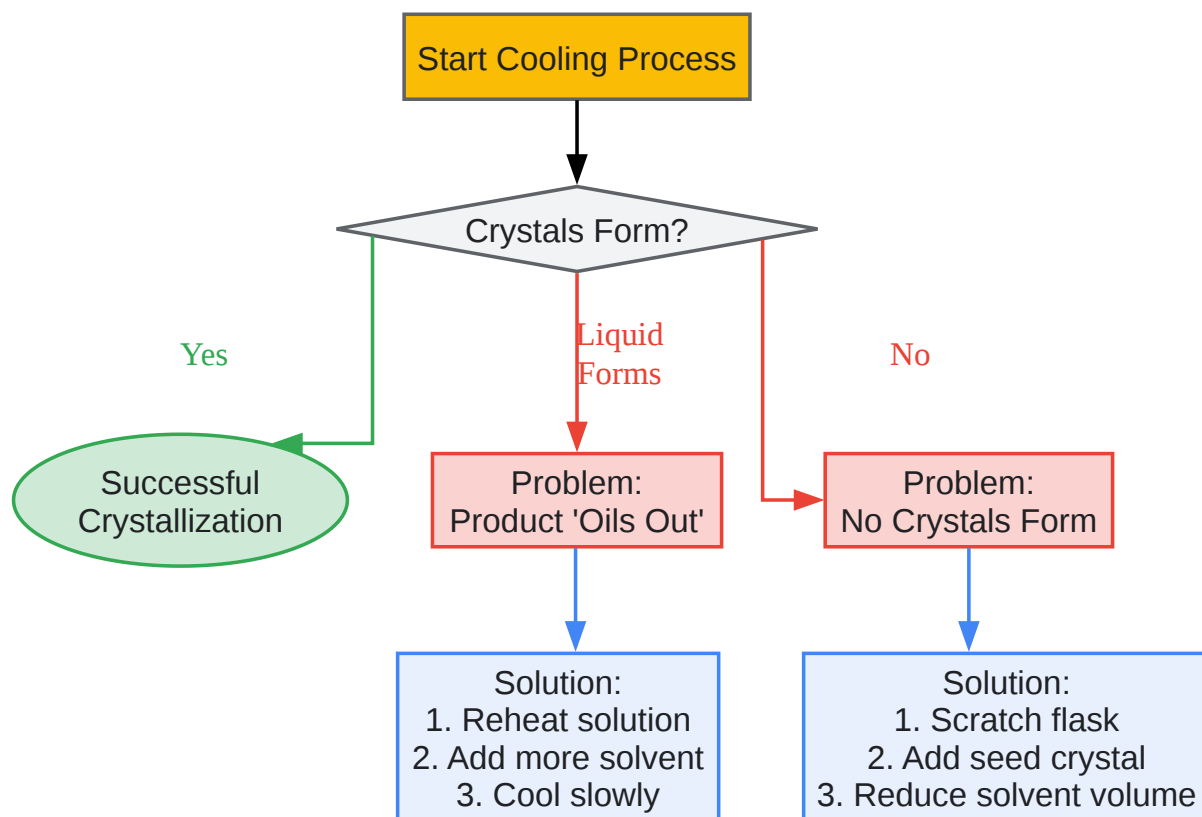 Start Cooling Process
Crystals Form?
Yes
Liquid
Forms
No
Successful
Crystallization
Problem:
Product 'Oils Out'
Problem:
No Crystals Form
Solution:
1. Reheat solution
2. Add more solvent
3. Cool slowly
Solution:
1. Scratch flask
2. Add seed crystal
3. Reduce solvent volume